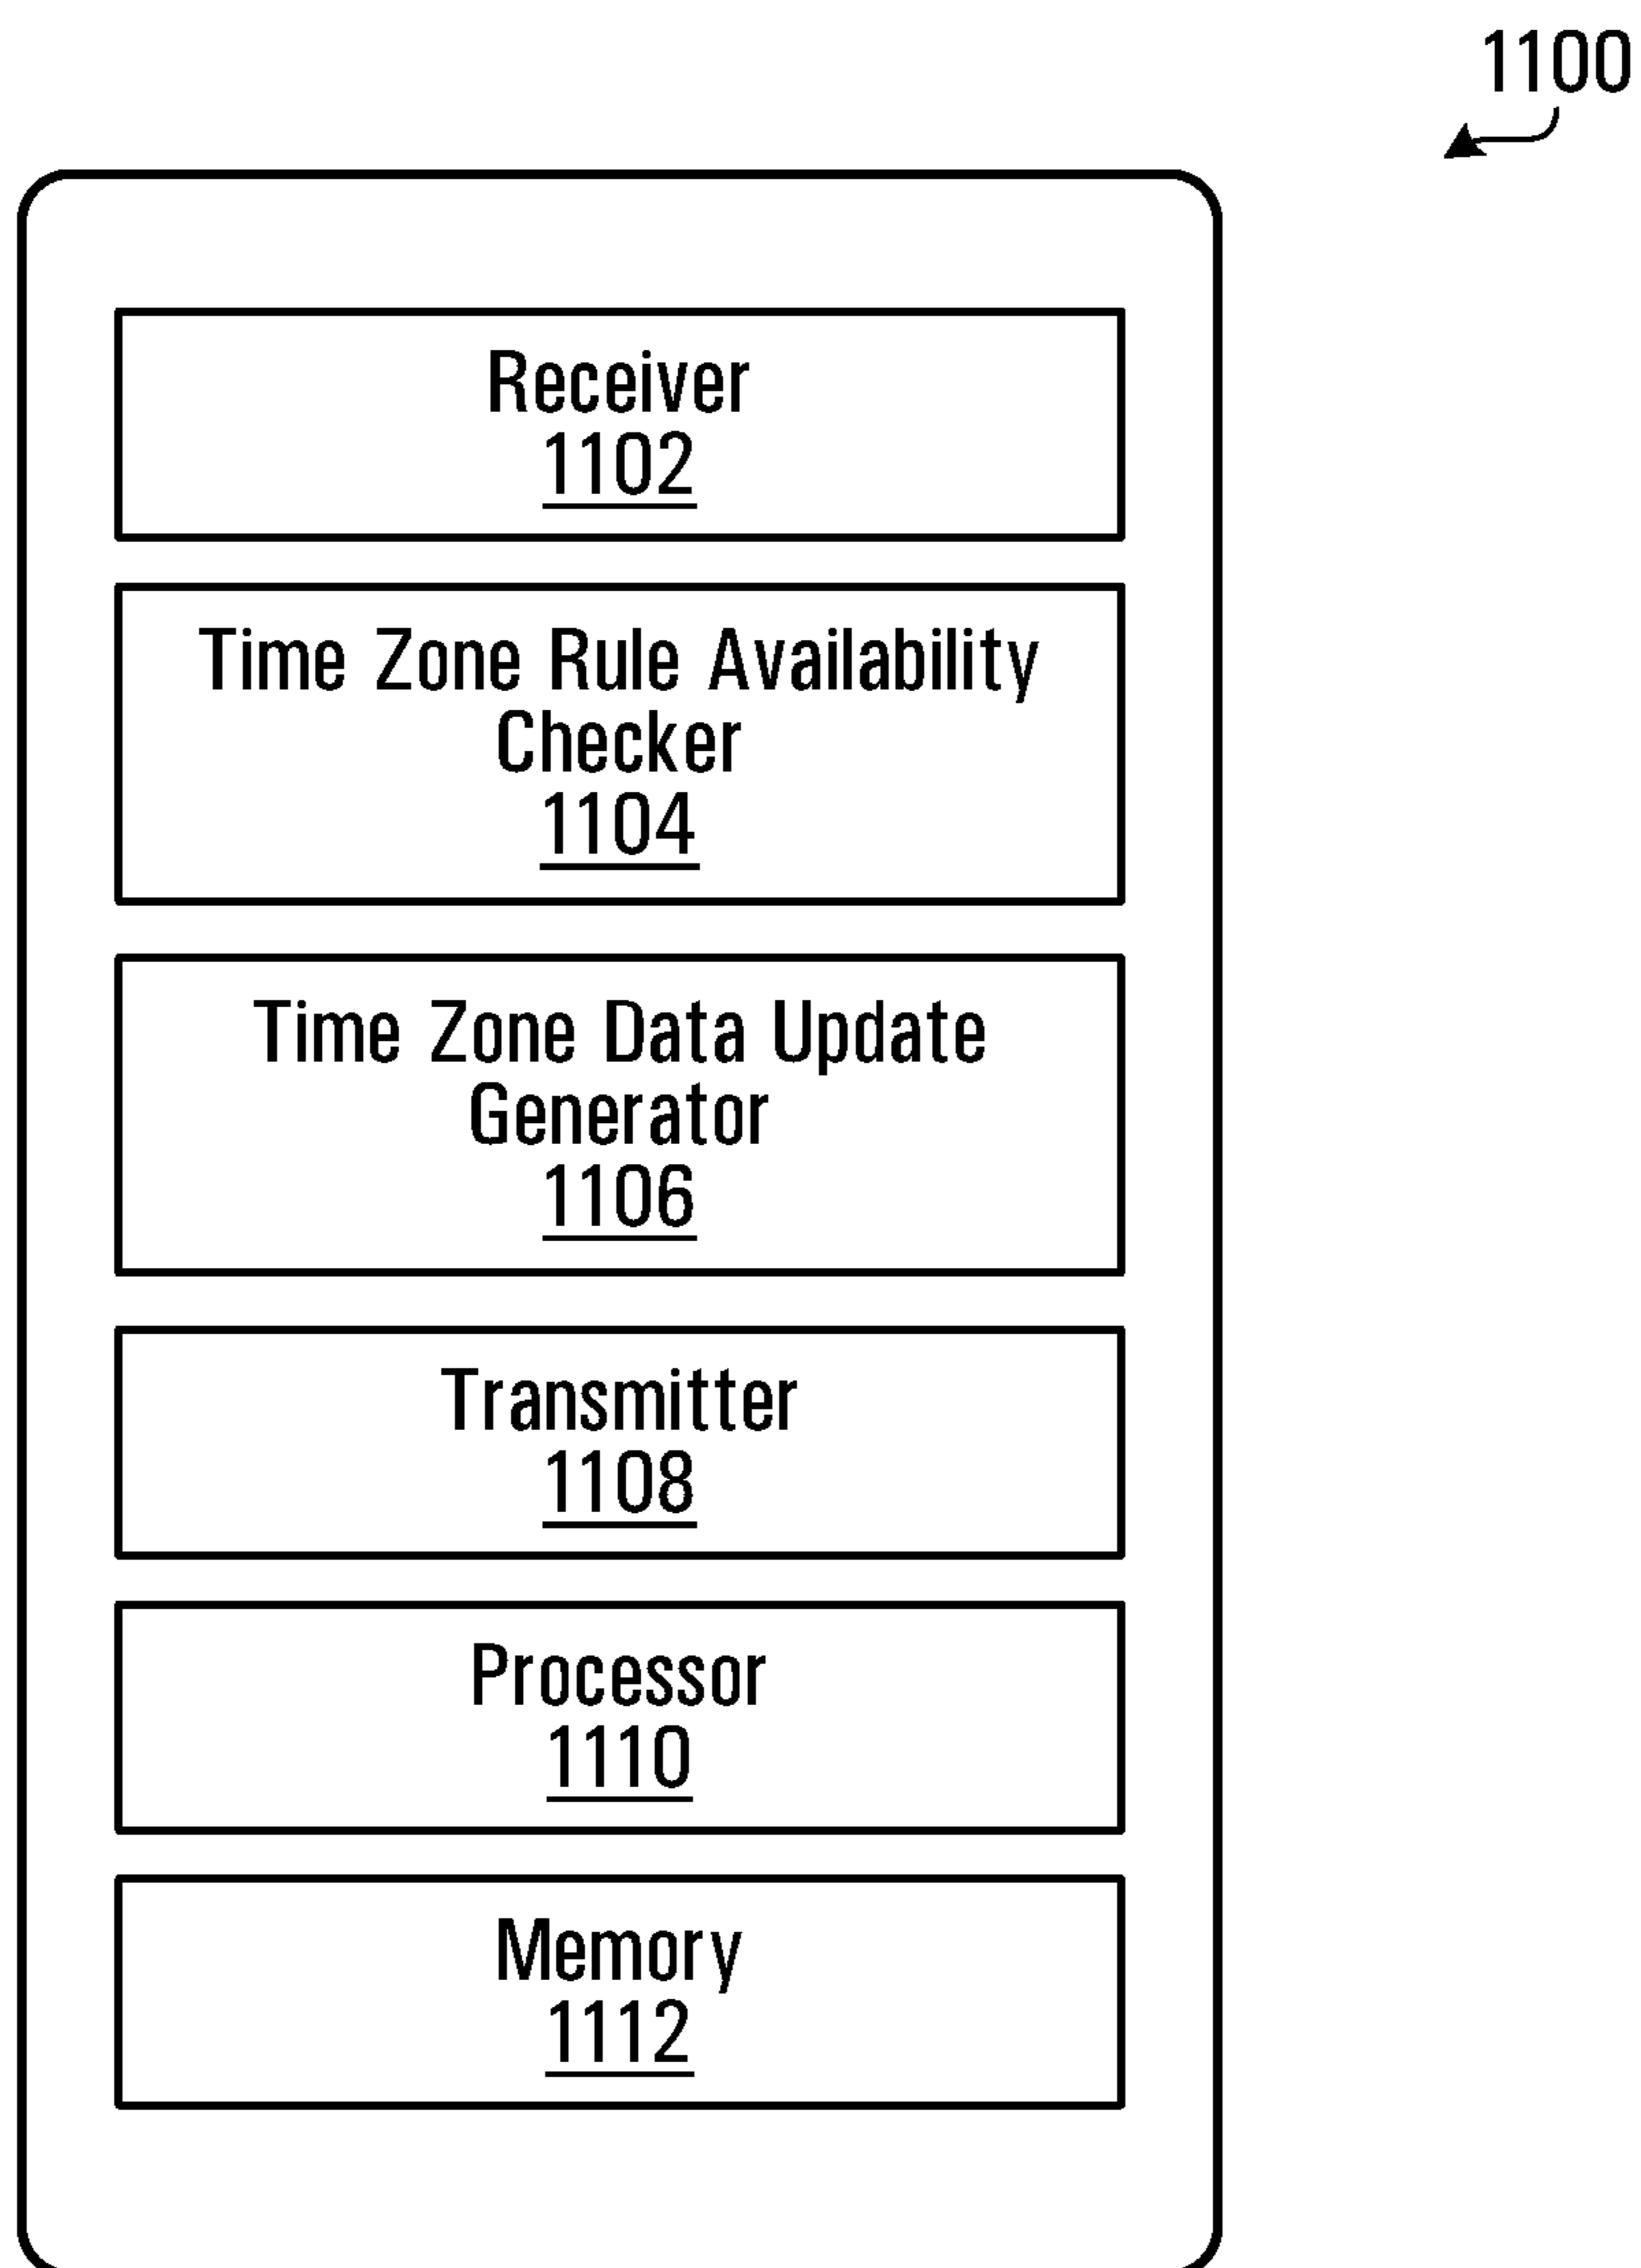 1100
Receiver
1102
Time Zone Rule Availability
Checker
1104
Time Zone Data Update
Generator
1106
Transmitter
1108
Processor
1110
Memory
1112